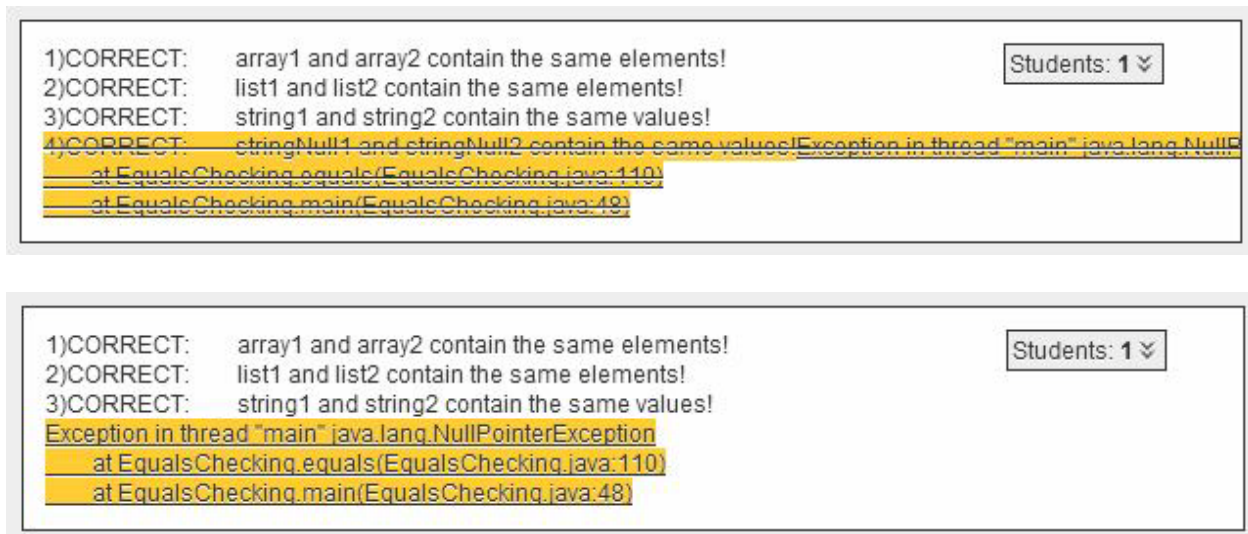 1)CORRECT: array1 and array2 contain the same elements!
Students: 1
2)CORRECT: list1 and list2 contain the same elements!
3)CORRECT: string1 and string2 contain the same values!
4)CORRECT: stringNull1 and stringNull2 contain the same values!Exception in thread "main" java.lang.NullP
at EqualsChecking.equals(EqualsChecking.java:110)
at EqualsChecking.main(EqualsChecking.java:48)
1)CORRECT: array1 and array2 contain the same elements!
Students: 1
2)CORRECT: list1 and list2 contain the same elements!
3)CORRECT: string1 and string2 contain the same values!
Exception in thread "main" java.lang.NullPointerException
at EqualsChecking.equals(EqualsChecking.java:110)
at EqualsChecking.main(EqualsChecking.java:48)